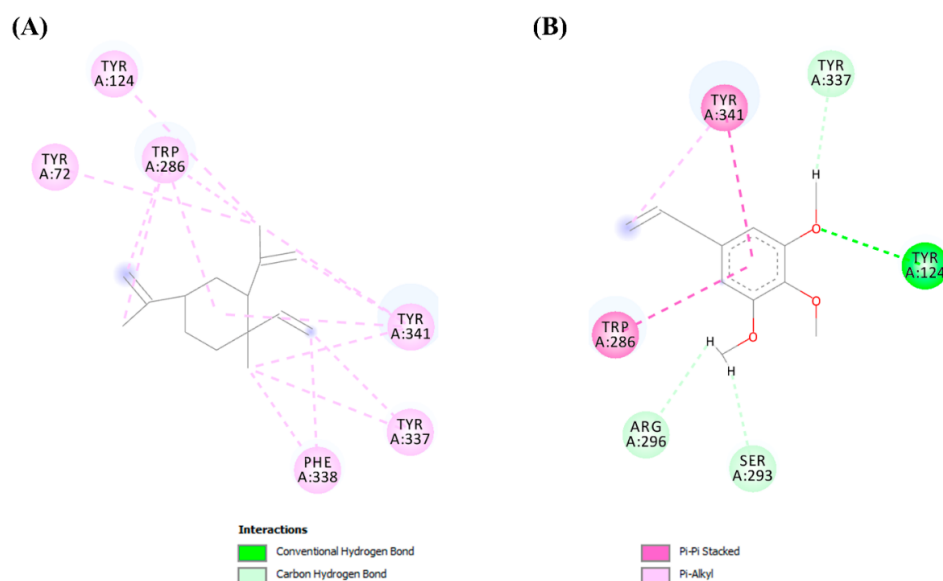 (A)
(B)
TYR
A:124
TYR
A:72
TRP
A:286
TYR
A:341
TYR
A:337
PHE
A:338
TYR
A:337
TYR
A:341
H
O
TYR
A:124
O
TRP
A:286
O
H
H
ARG
A:296
SER
A:293
Interactions
Conventional Hydrogen Bond
Carbon Hydrogen Bond
Pi-Pi Stacked
Pi-Alkyl